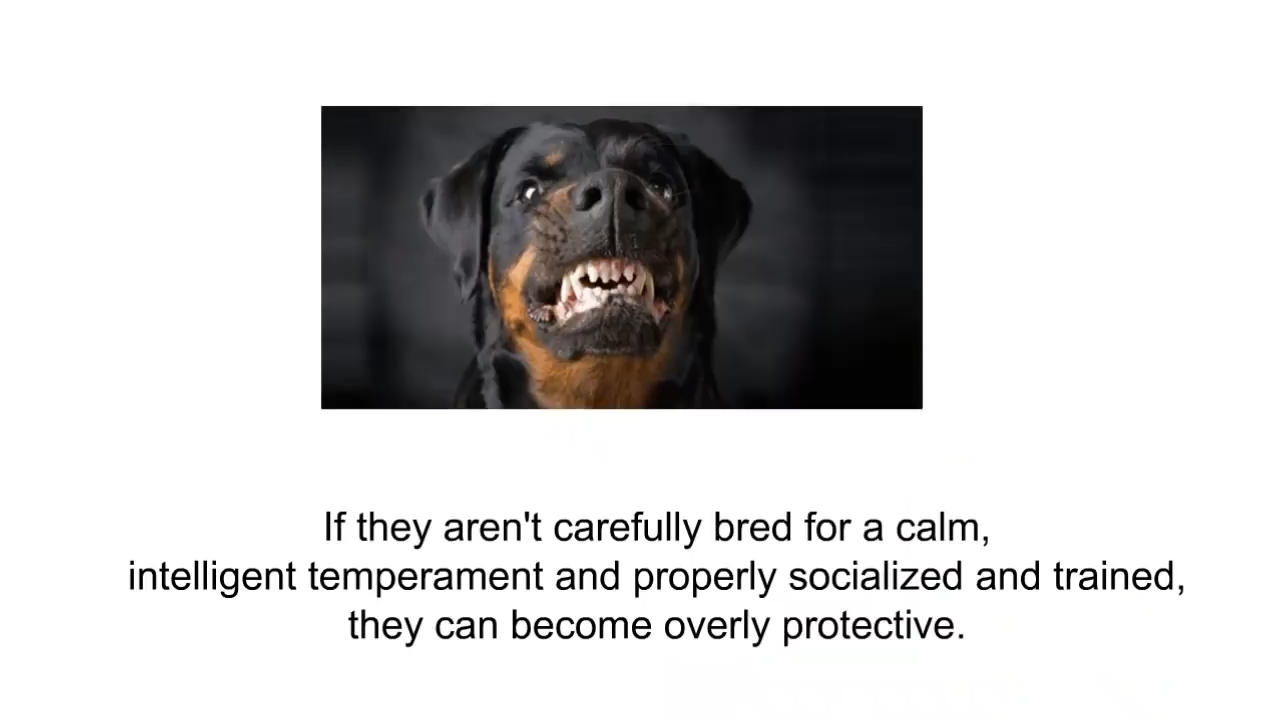 If they aren't carefully bred for a calm,
intelligent temperament and properly socialized and trained,
they can become overly protective.